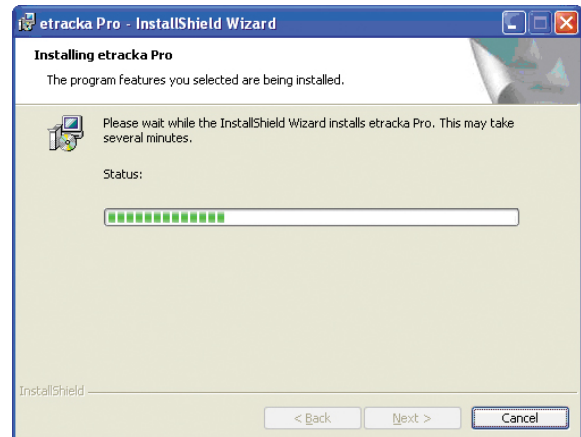 etracka Pro - InstallShield Wizard
Installing etracka Pro
The program features you selected are being installed.
Please wait while the InstallShield Wizard installs etracka Pro. This may take
several minutes.
Status:
InstallShield
< Back
Next >
Cancel